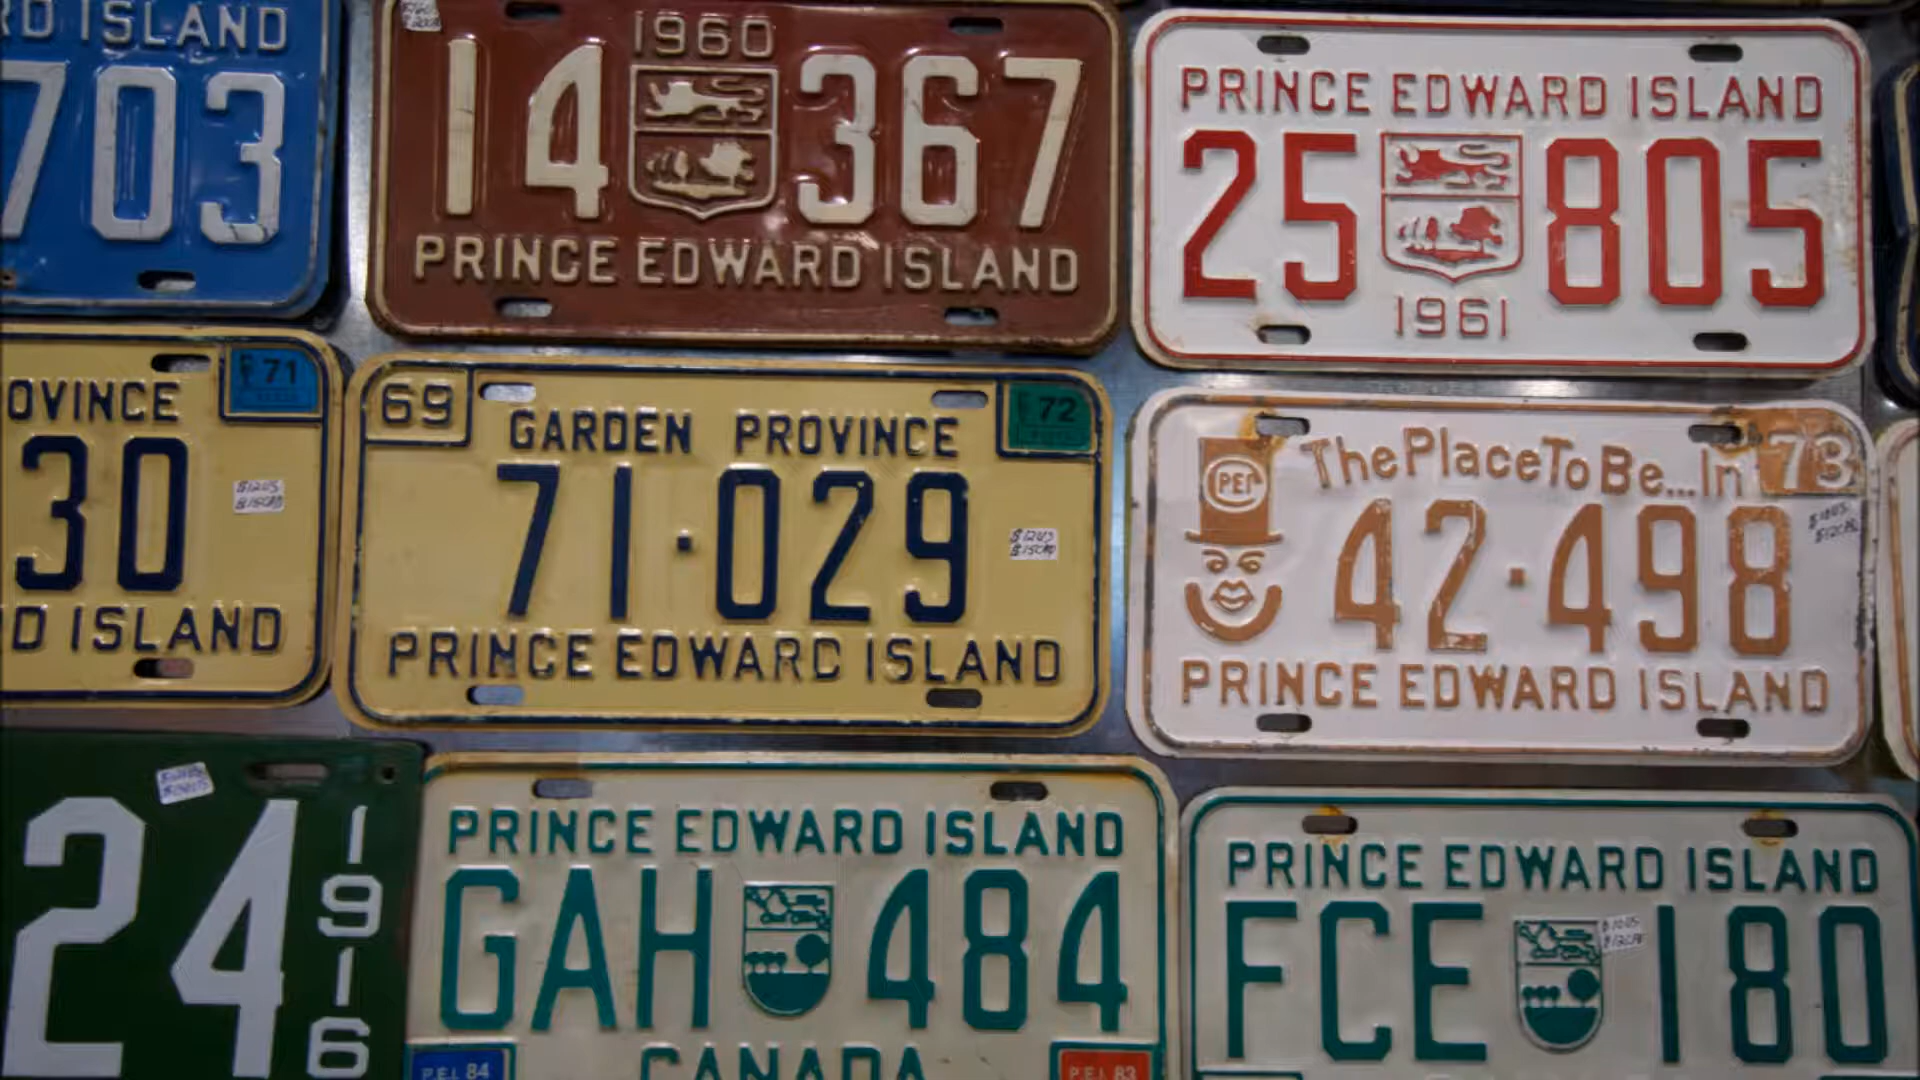 RD ISLAND
703
1960
14 367
PRINCE EDWARD ISLAND
PRINCE EDWARD ISLAND
25 805
1961
71
OVINCE
30
D ISLAND
69
72
GARDEN PROVINCE
71·029
PRINCE EDWARD ISLAND
$12US
$15CAD
73
The Place To Be...In
PEI
42·498
PRINCE EDWARD ISLAND
24
1916
PRINCE EDWARD ISLAND
GAH 484
CANADA
P.E.I. 84
P.E.I. 83
PRINCE EDWARD ISLAND
FCE 180